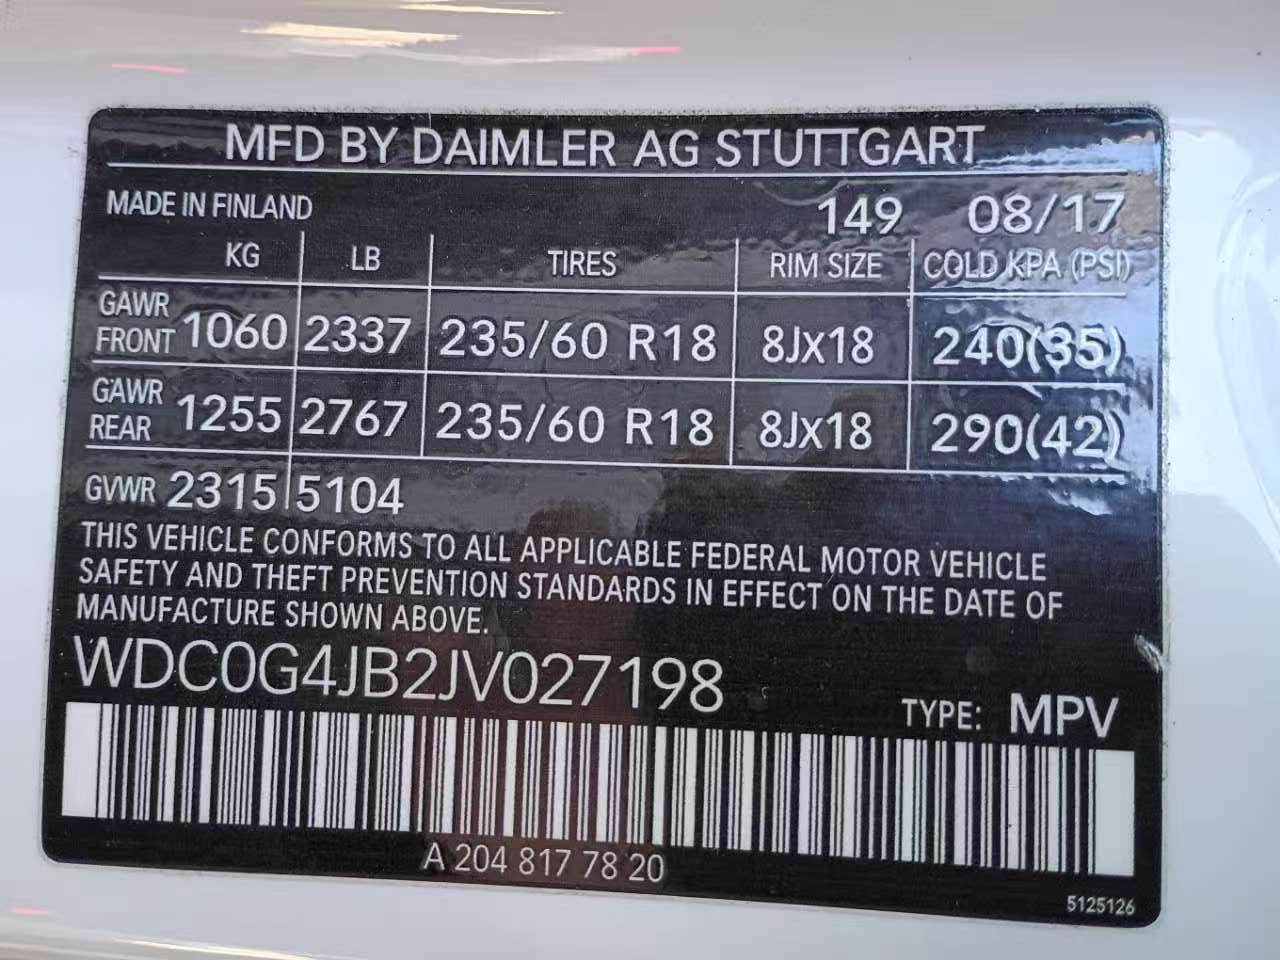 MFD BY DAIMLER AG STUTTGART
MADE IN FINLAND 149 08/17
KG LB TIRES RIM SIZE COLD KPA (PSI)
GAWR FRONT 1060 2337 235/60 R18 8Jx18 240(35)
GAWR REAR 1255 2767 235/60 R18 8Jx18 290(42)
GVWR 2315 5104
THIS VEHICLE CONFORMS TO ALL APPLICABLE FEDERAL MOTOR VEHICLE
SAFETY AND THEFT PREVENTION STANDARDS IN EFFECT ON THE DATE OF
MANUFACTURE SHOWN ABOVE.
WDC0G4JB2JV027198
TYPE: MPV
A 204 817 78 20
5125126